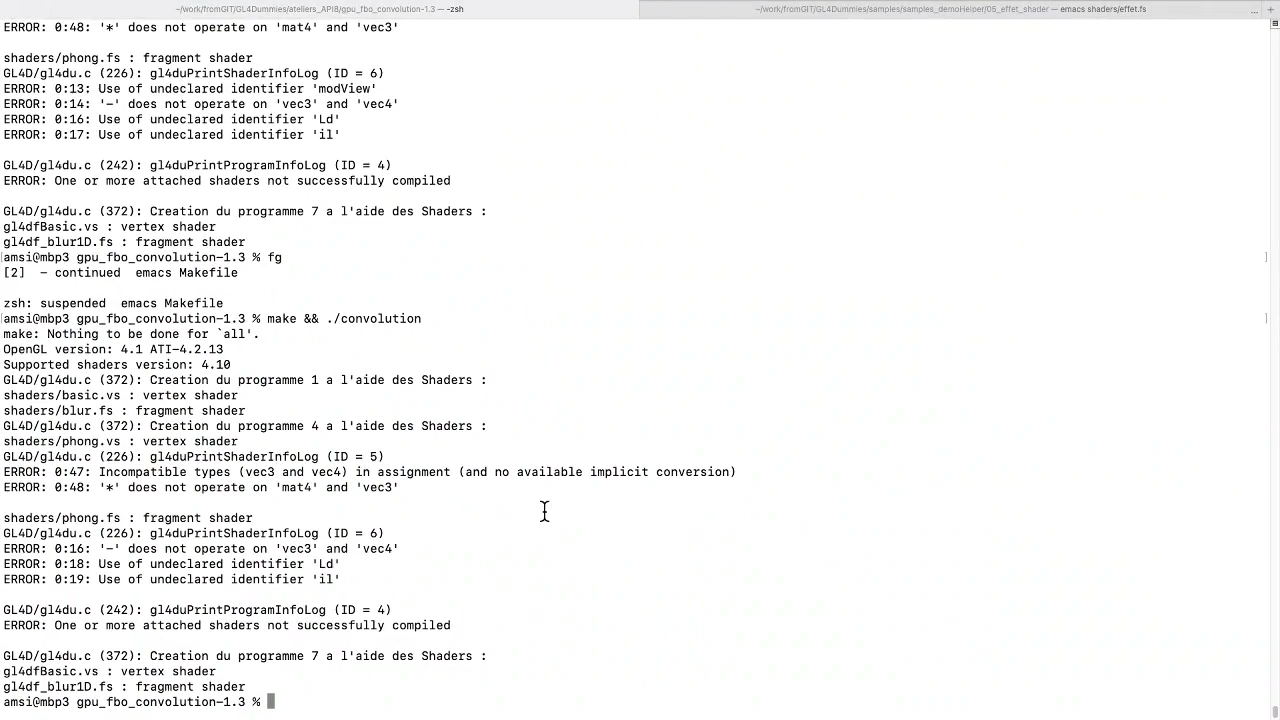 ~/work/fromGIT/GL4Dummies/ateliers_API8/gpu_fbo_convolution-1.3 — -zsh
~/work/fromGIT/GL4Dummies/samples/samples_demoHelper/05_effet_shader — emacs shaders/effet.fs
... +
ERROR: 0:48: '*' does not operate on 'mat4' and 'vec3'
shaders/phong.fs : fragment shader
GL4D/gl4du.c (226): gl4duPrintShaderInfoLog (ID = 6)
ERROR: 0:13: Use of undeclared identifier 'modView'
ERROR: 0:14: '-' does not operate on 'vec3' and 'vec4'
ERROR: 0:16: Use of undeclared identifier 'Ld'
ERROR: 0:17: Use of undeclared identifier 'il'
GL4D/gl4du.c (242): gl4duPrintProgramInfoLog (ID = 4)
ERROR: One or more attached shaders not successfully compiled
GL4D/gl4du.c (372): Creation du programme 7 a l'aide des Shaders :
gl4dfBasic.vs : vertex shader
gl4df_blur1D.fs : fragment shader
[amsi@mbp3 gpu_fbo_convolution-1.3 % fg ]
[2]  - continued  emacs Makefile
zsh: suspended  emacs Makefile
[amsi@mbp3 gpu_fbo_convolution-1.3 % make && ./convolution ]
make: Nothing to be done for `all'.
OpenGL version: 4.1 ATI-4.2.13
Supported shaders version: 4.10
GL4D/gl4du.c (372): Creation du programme 1 a l'aide des Shaders :
shaders/basic.vs : vertex shader
shaders/blur.fs : fragment shader
GL4D/gl4du.c (372): Creation du programme 4 a l'aide des Shaders :
shaders/phong.vs : vertex shader
GL4D/gl4du.c (226): gl4duPrintShaderInfoLog (ID = 5)
ERROR: 0:47: Incompatible types (vec3 and vec4) in assignment (and no available implicit conversion)
ERROR: 0:48: '*' does not operate on 'mat4' and 'vec3'
shaders/phong.fs : fragment shader
GL4D/gl4du.c (226): gl4duPrintShaderInfoLog (ID = 6)
ERROR: 0:16: '-' does not operate on 'vec3' and 'vec4'
ERROR: 0:18: Use of undeclared identifier 'Ld'
ERROR: 0:19: Use of undeclared identifier 'il'
GL4D/gl4du.c (242): gl4duPrintProgramInfoLog (ID = 4)
ERROR: One or more attached shaders not successfully compiled
GL4D/gl4du.c (372): Creation du programme 7 a l'aide des Shaders :
gl4dfBasic.vs : vertex shader
gl4df_blur1D.fs : fragment shader
amsi@mbp3 gpu_fbo_convolution-1.3 %